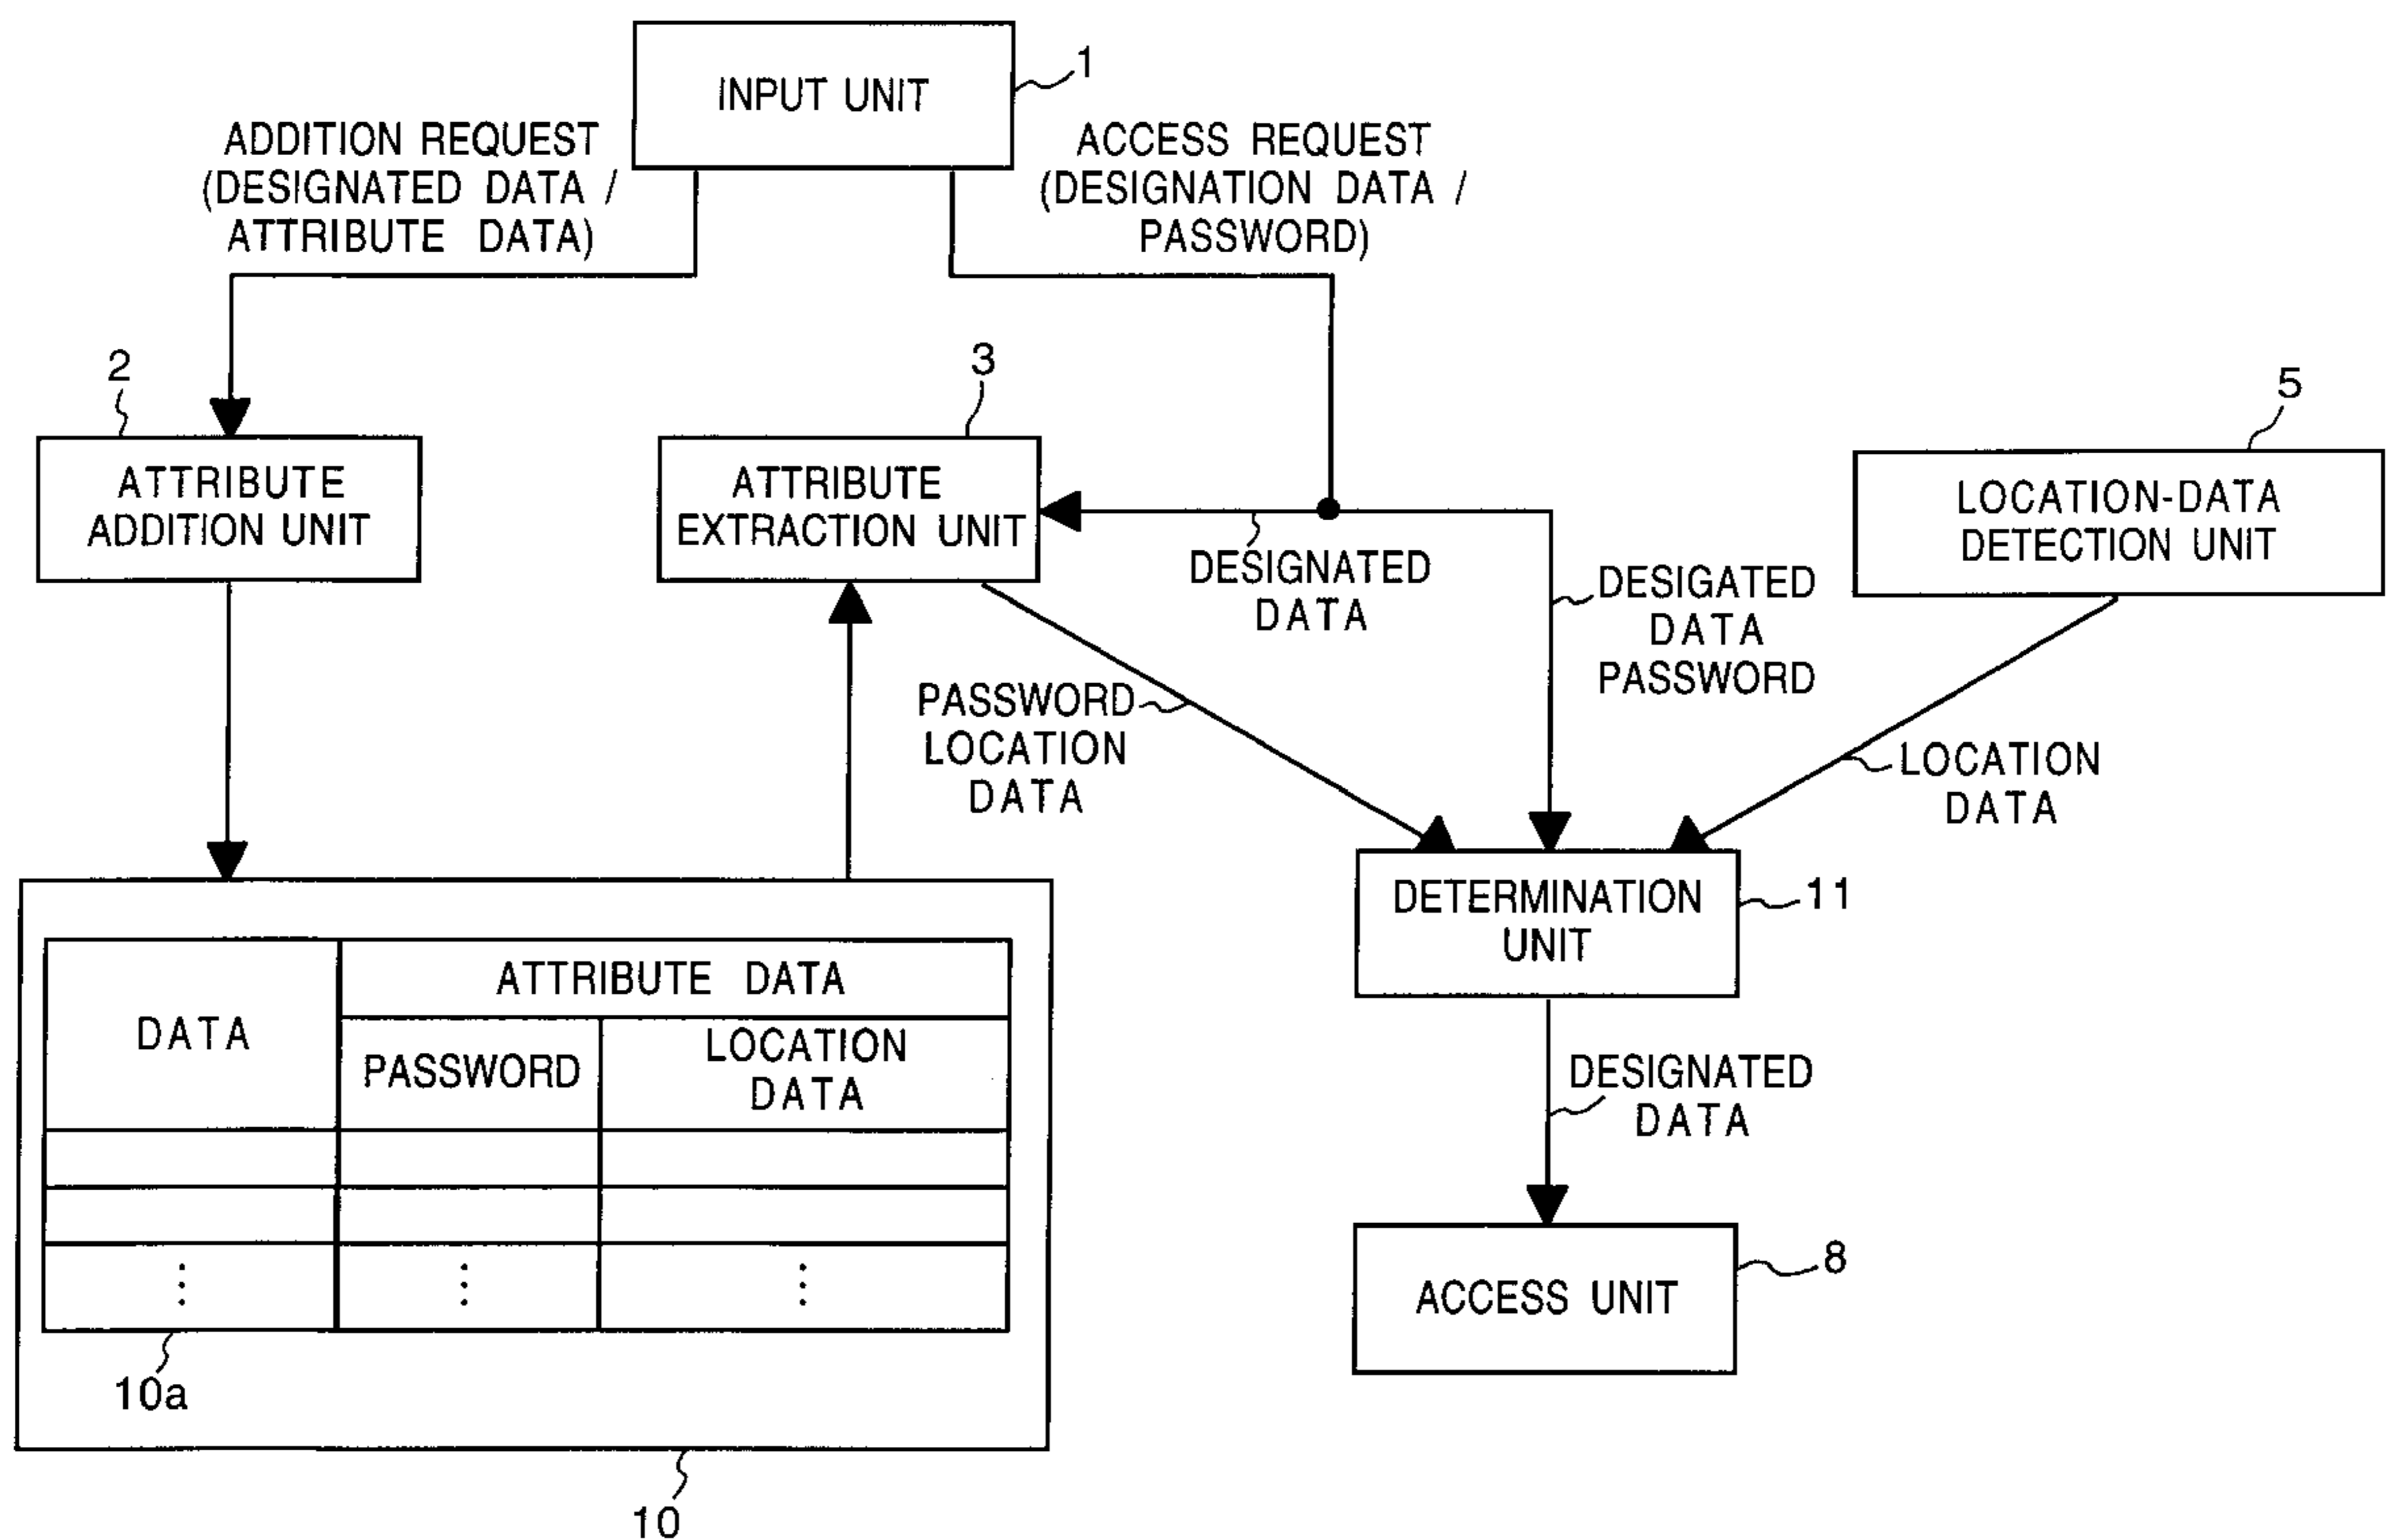 INPUT UNIT
1
ADDITION REQUEST
(DESIGNATED DATA /
ATTRIBUTE DATA)
ACCESS REQUEST
(DESIGNATION DATA /
PASSWORD)
2
ATTRIBUTE
ADDITION UNIT
3
ATTRIBUTE
EXTRACTION UNIT
5
LOCATION-DATA
DETECTION UNIT
DESIGNATED
DATA
DESIGATED
DATA
PASSWORD
PASSWORD
LOCATION
DATA
LOCATION
DATA
DETERMINATION
UNIT
11
DATA
ATTRIBUTE DATA
PASSWORD
LOCATION
DATA
DESIGNATED
DATA
ACCESS UNIT
8
10a
10